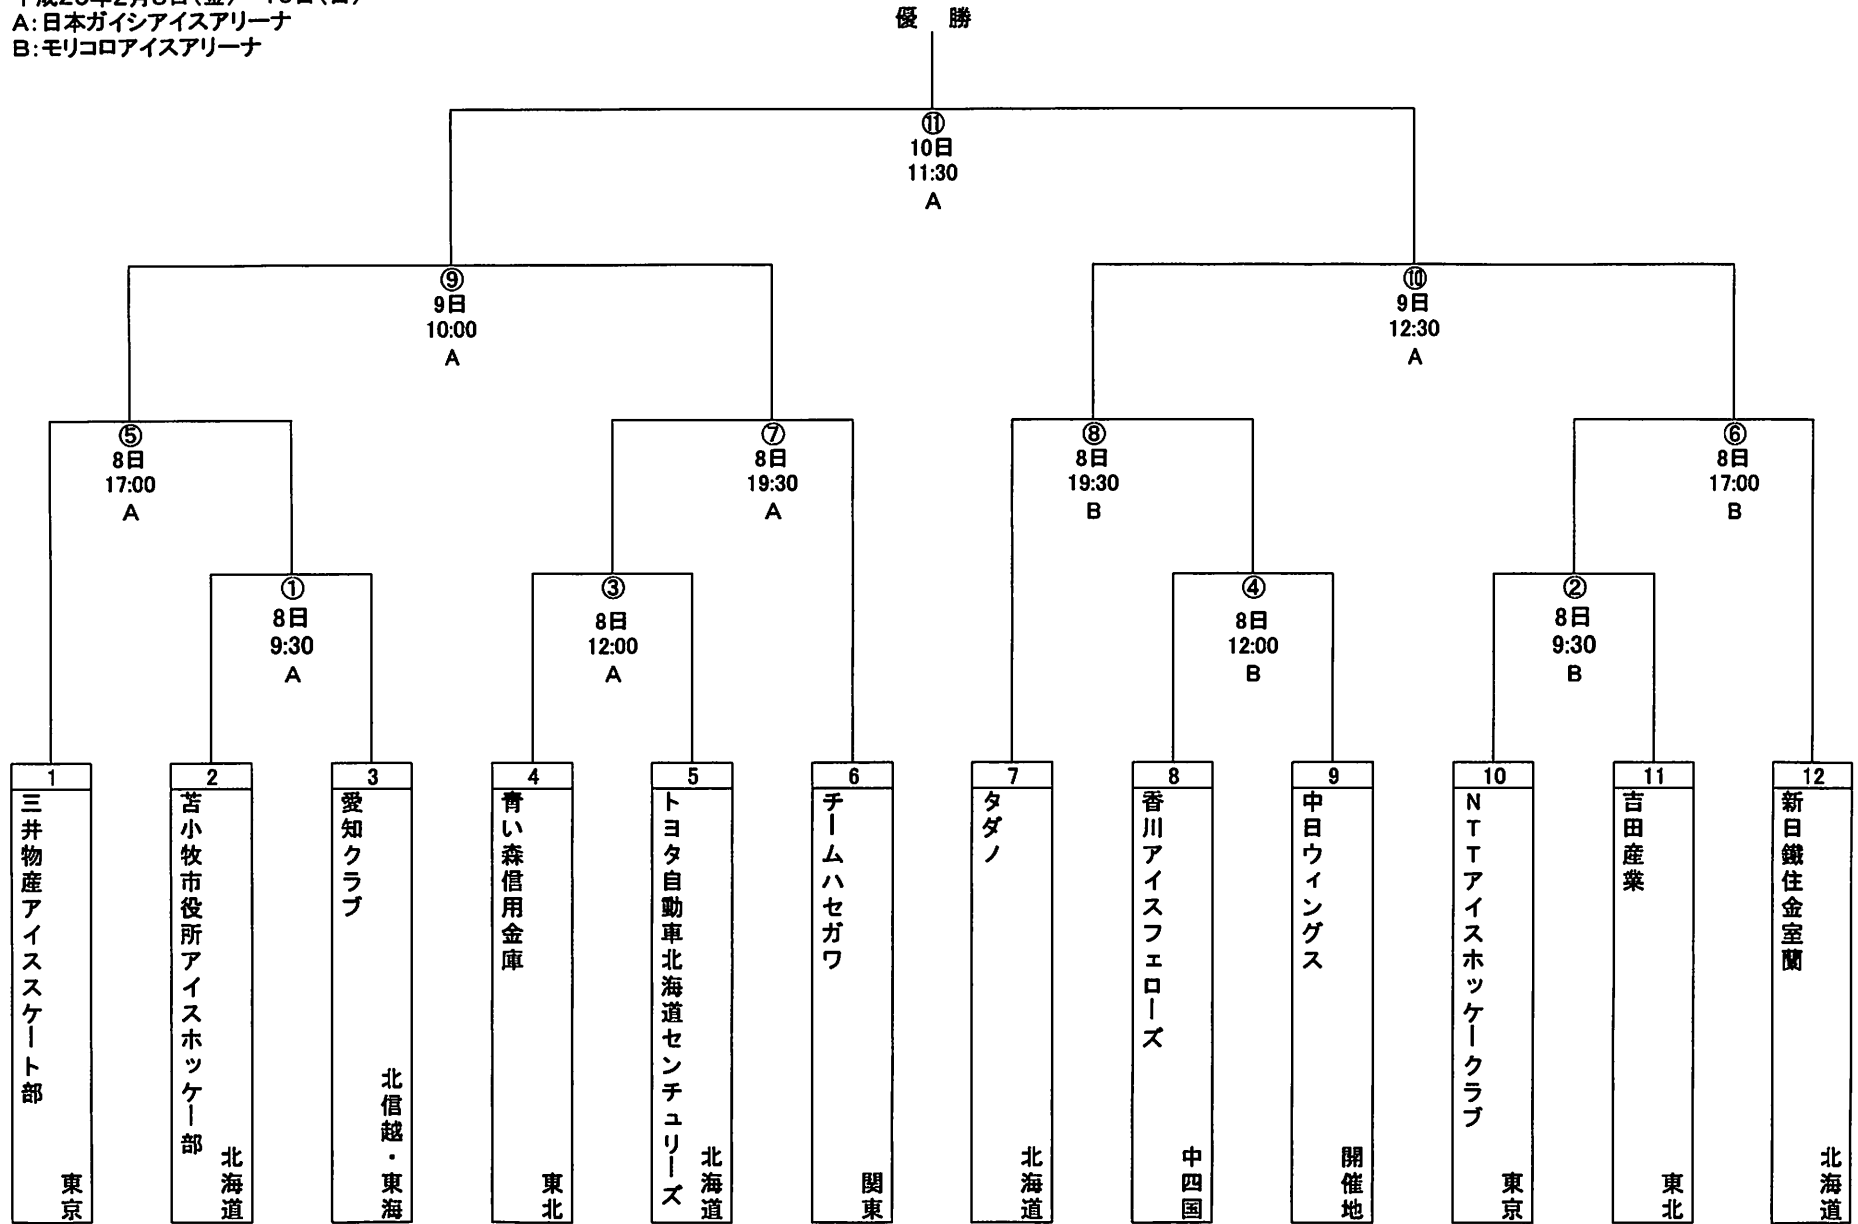 A:日本ガイシアイスアリーナ
B:モリコロアイスアリーナ
優 勝
⑪
10日
11:30
A
⑨
9日
10:00
A
⑩
9日
12:30
A
⑤
8日
17:00
A
⑦
8日
19:30
A
⑧
8日
19:30
B
⑥
8日
17:00
B
①
8日
9:30
A
③
8日
12:00
A
④
8日
12:00
B
②
8日
9:30
B
1
三井物産アイススケート部
東京
2
苫小牧市役所アイスホッケー部
北海道
3
愛知クラブ
北信越・東海
4
青い森信用金庫
東北
5
トヨタ自動車北海道センチュリーズ
北海道
6
チームハセガワ
関東
7
タダノ
北海道
8
香川アイスフェローズ
中四国
9
中日ウィングス
開催地
10
NTTアイスホッケークラブ
東京
11
吉田産業
東北
12
新日鐵住金室蘭
北海道